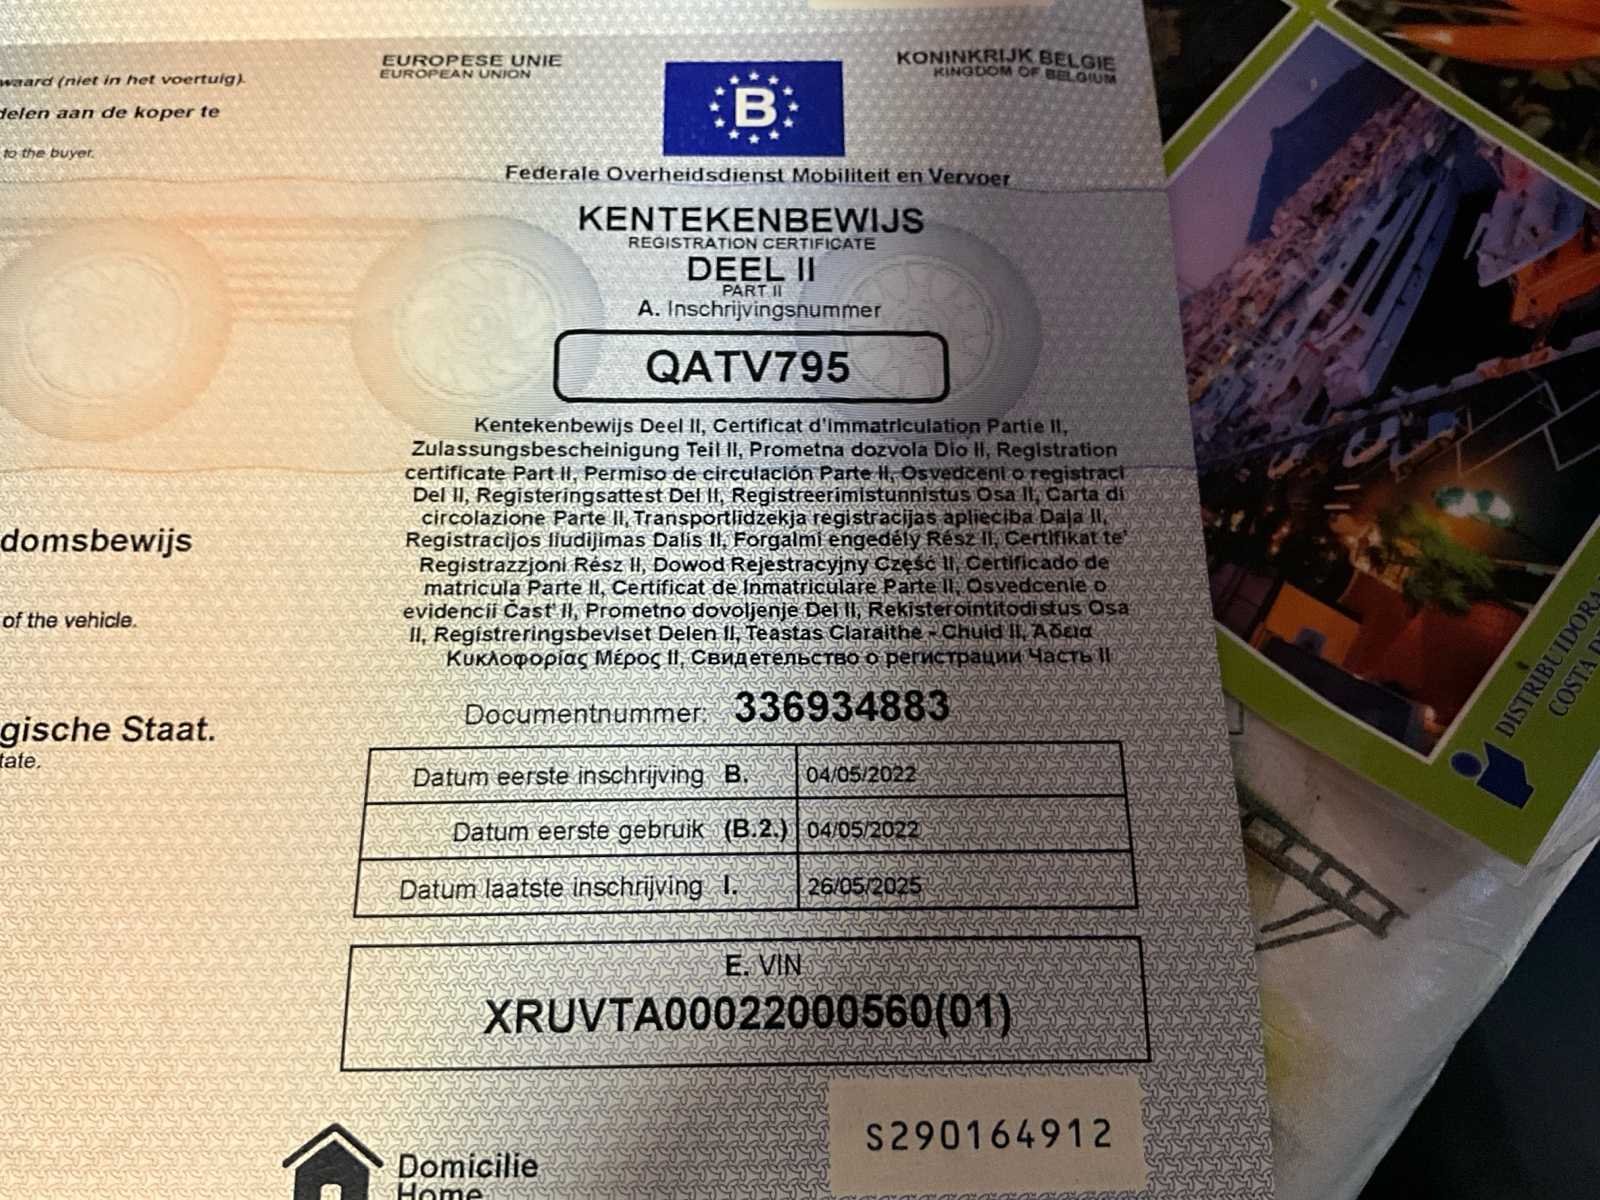 waard (niet in het voertuig).
delen aan de koper te
to the buyer.
domsbewijs
of the vehicle.
gische Staat.
tate.
EUROPESE UNIE
EUROPEAN UNION
KONINKRIJK BELGIE
KINGDOM OF BELGIUM
B
Federale Overheidsdienst Mobiliteit en Vervoer
KENTEKENBEWIJS
REGISTRATION CERTIFICATE
DEEL II
PART II
A. Inschrijvingsnummer
QATV795
Kentekenbewijs Deel II, Certificat d'immatriculation Partie II,
Zulassungsbescheinigung Teil II, Prometna dozvola Dio II, Registration
certificate Part II, Permiso de circulación Parte II, Osvedceni o registraci
Del II, Registeringsattest Del II, Registreerimistunnistus Osa II, Carta di
circolazione Parte II, Transportlidzekja registracijas aplieciba Daļa II,
Registracijos liudijimas Dalis II, Forgalmi engedély Rész II, Certifikat te'
Registrazzjoni Rész II, Dowod Rejestracyjny Część II, Certificado de
matricula Parte II, Certificat de Inmatriculare Parte II, Osvedcenie o
evidencii Čast' II, Prometno dovoljenje Del II, Rekisterointitodistus Osa
II, Registreringsbeviset Delen II, Teastas Claraithe - Chuid II, Άδεια
Κυκλοφορίας Μέρος II, Свидетельство о регистрации Часть II
Documentnummer: 336934883
Datum eerste inschrijving B. 04/05/2022
Datum eerste gebruik (B.2.) 04/05/2022
Datum laatste inschrijving I. 26/05/2025
E. VIN
XRUVTA00022000560(01)
S290164912
Domicilie
Home
DISTRIBUIDORA
COSTA D